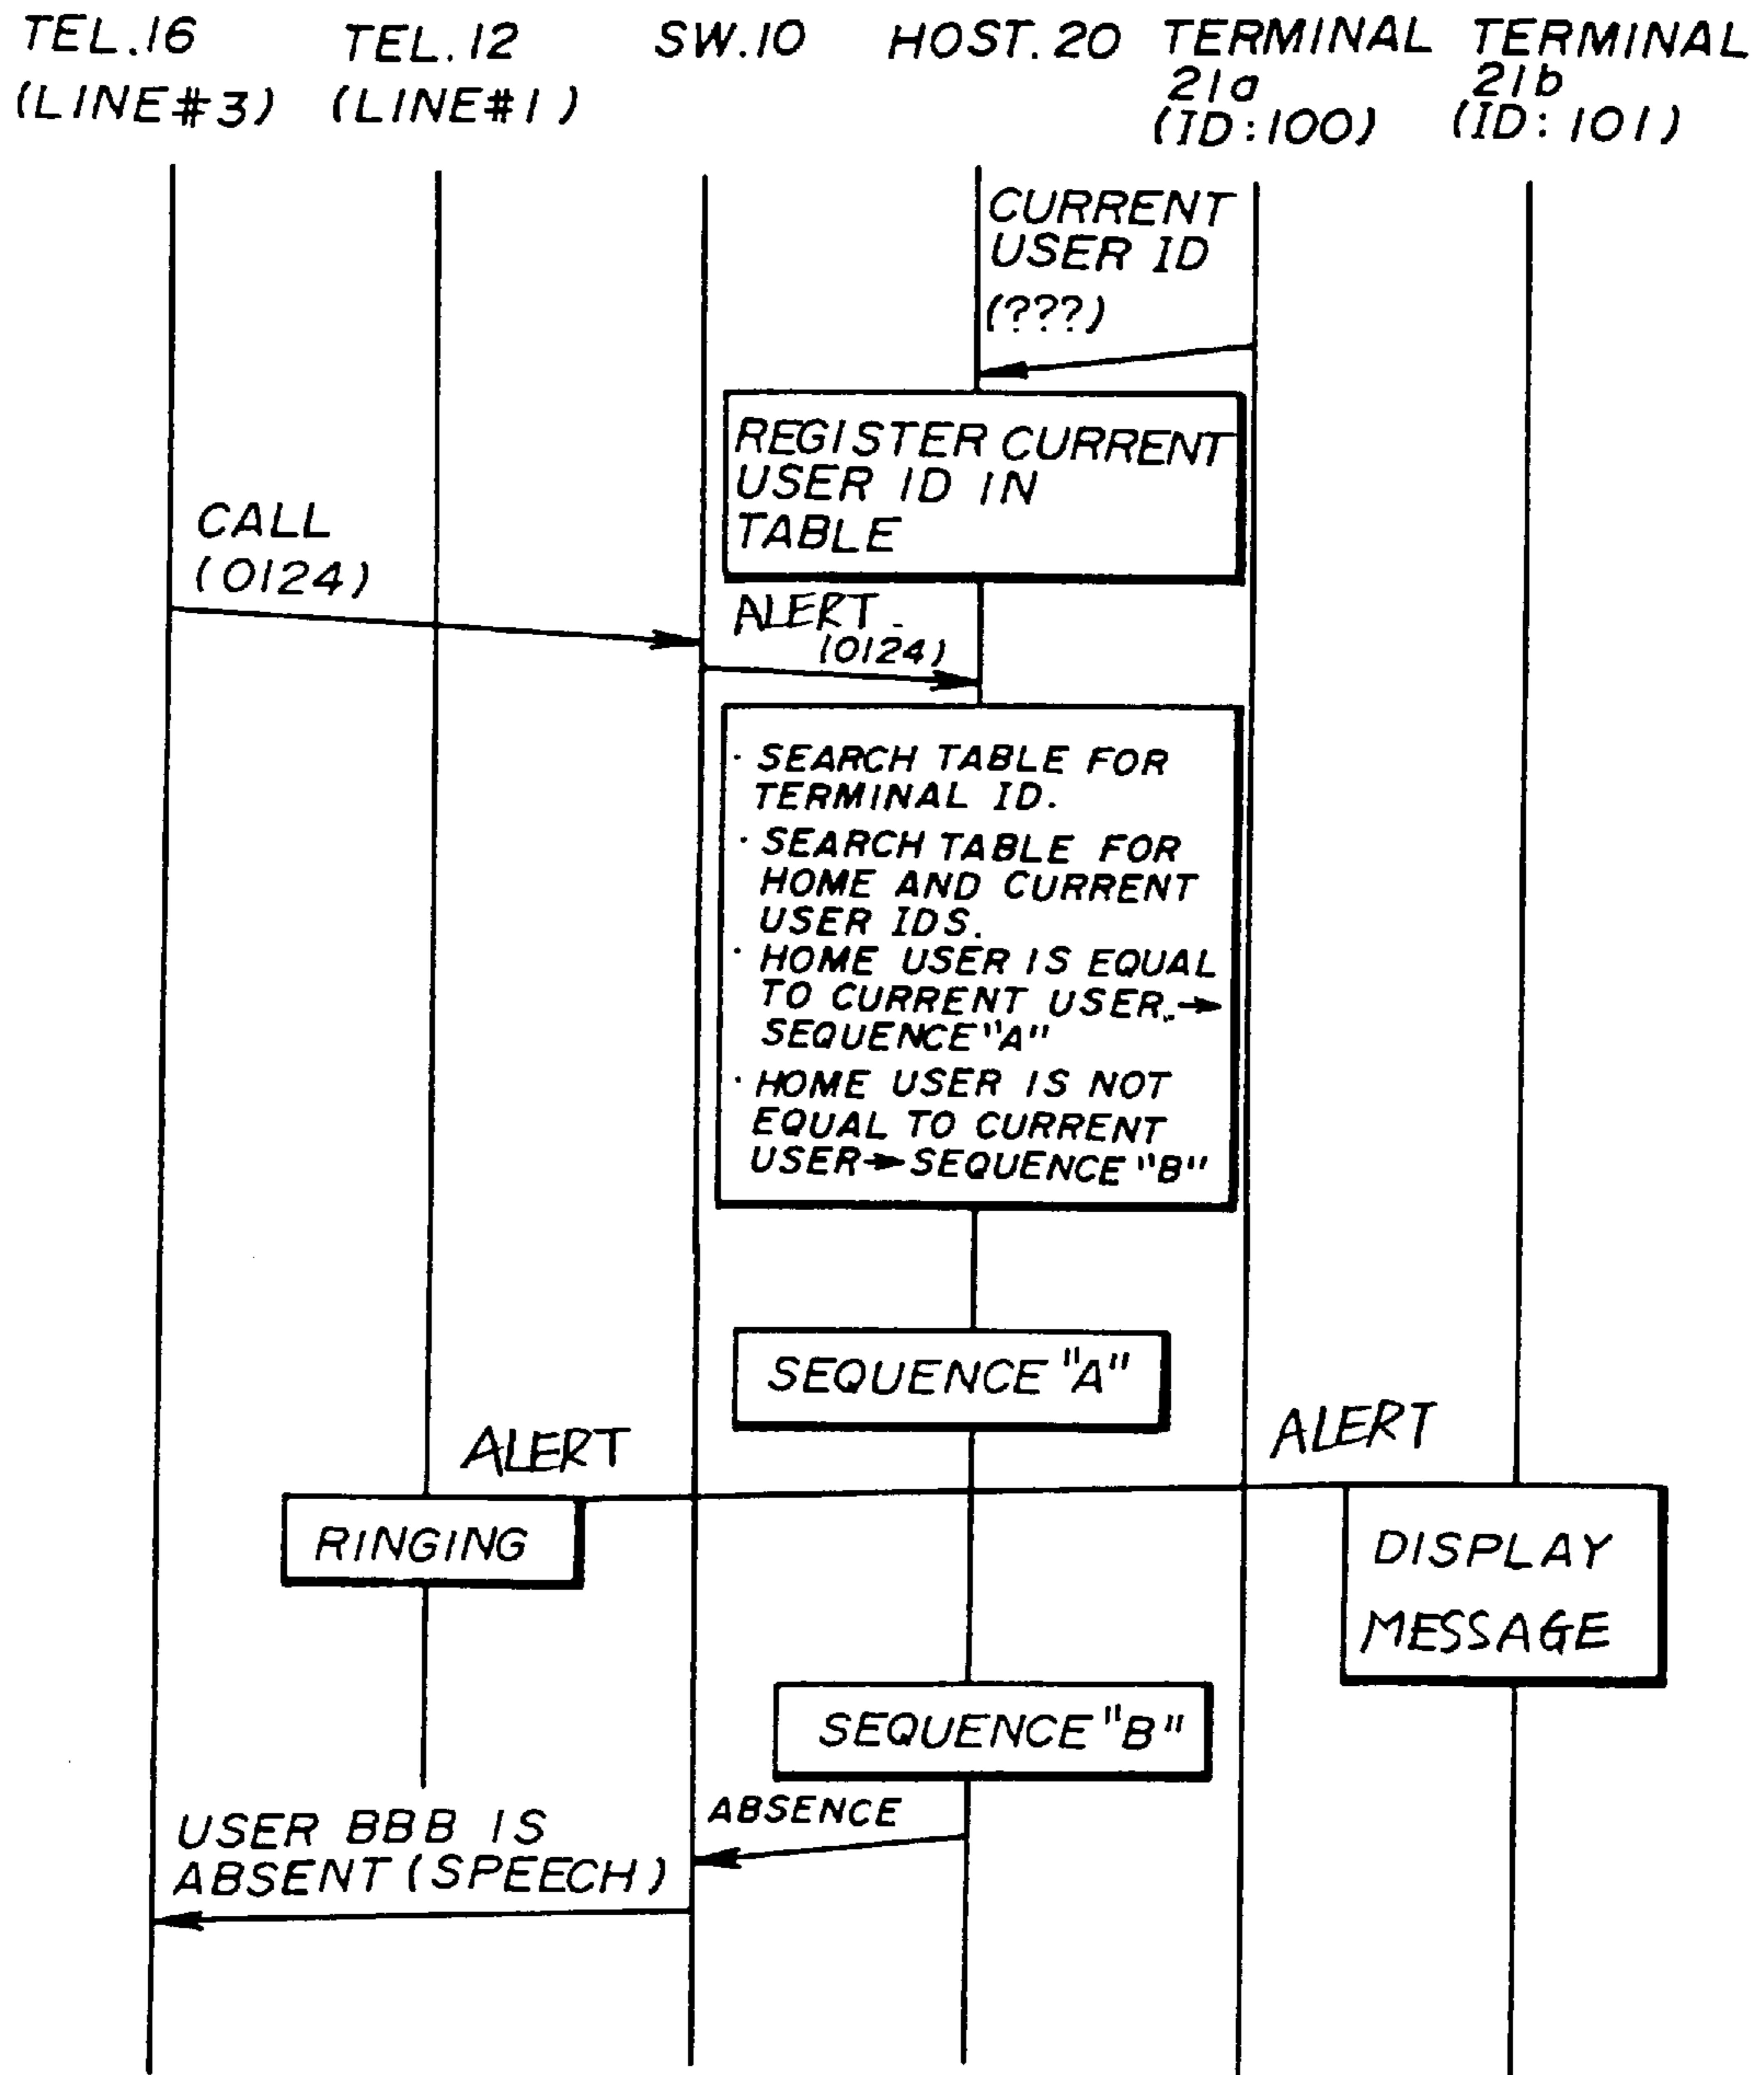 TEL.16
(LINE#3)
TEL.12
(LINE#1)
SW.10
HOST.20
TERMINAL
21a
(ID:100)
TERMINAL
21b
(ID:101)
CURRENT
USER ID
(???)
REGISTER CURRENT
USER ID IN
TABLE
CALL
(0124)
ALERT
(0124)
· SEARCH TABLE FOR
TERMINAL ID.
· SEARCH TABLE FOR
HOME AND CURRENT
USER IDS.
· HOME USER IS EQUAL
TO CURRENT USER.→
SEQUENCE "A"
· HOME USER IS NOT
EQUAL TO CURRENT
USER→SEQUENCE "B"
SEQUENCE "A"
ALERT
ALERT
RINGING
DISPLAY
MESSAGE
SEQUENCE "B"
ABSENCE
USER BBB IS
ABSENT (SPEECH)